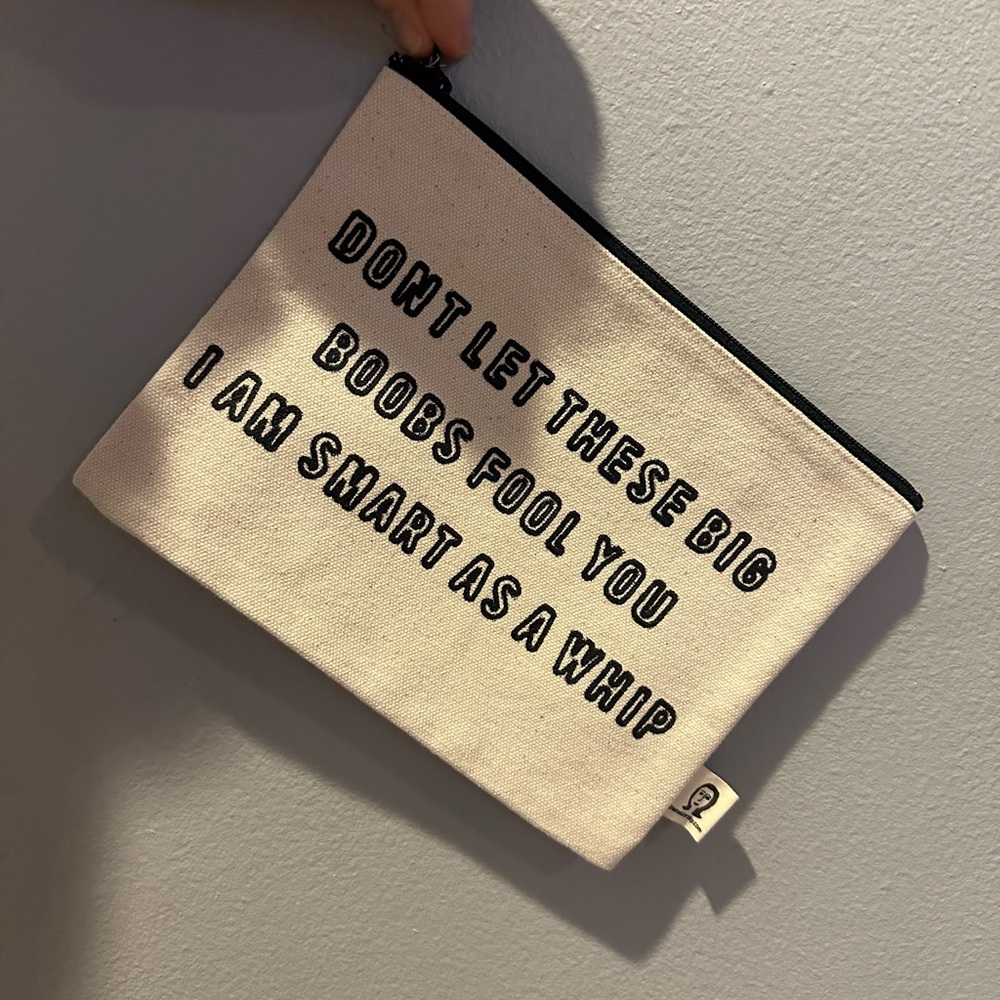 DONT LET THESE BIG
BOOBS FOOL YOU
I AM SMART AS A WHIP